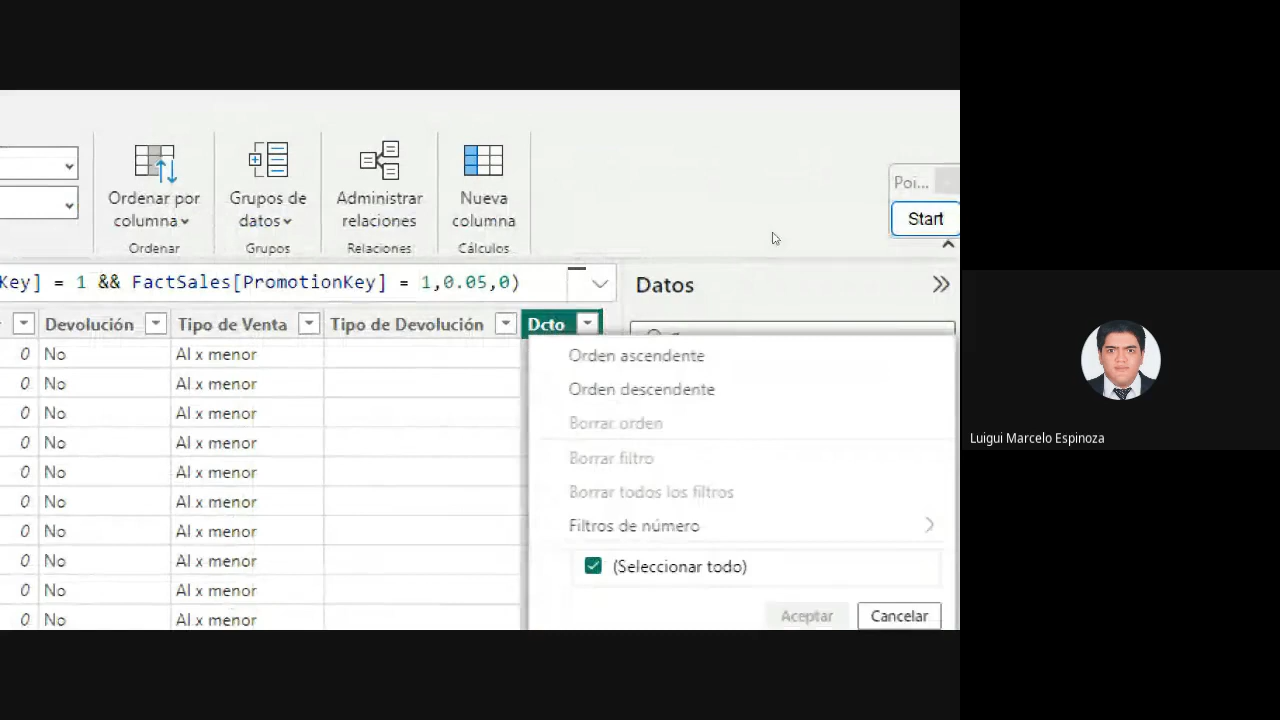 Ordenar por columna
Grupos de datos
Administrar relaciones
Nueva columna
Ordenar
Grupos
Relaciones
Cálculos
Poi...
Start
Key] = 1 && FactSales[PromotionKey] = 1,0.05,0)
Datos
Devolución Tipo de Venta Tipo de Devolución Dcto
0 No Al x menor
0 No Al x menor
0 No Al x menor
0 No Al x menor
0 No Al x menor
0 No Al x menor
0 No Al x menor
0 No Al x menor
0 No Al x menor
0 No Al x menor
Orden ascendente
Orden descendente
Borrar orden
Borrar filtro
Borrar todos los filtros
Filtros de número
(Seleccionar todo)
Aceptar Cancelar
Luigui Marcelo Espinoza